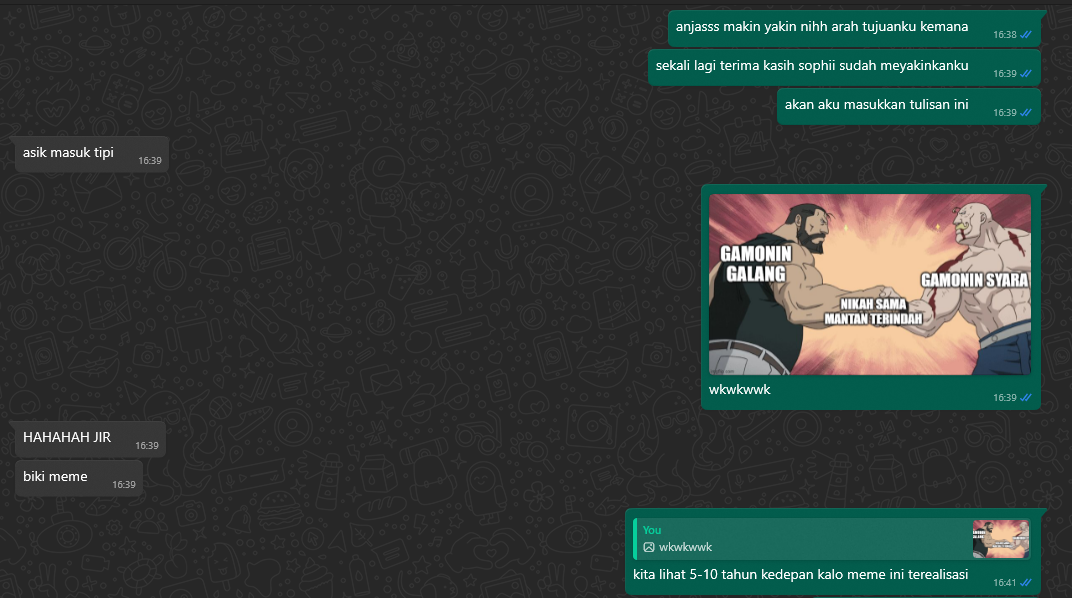 anjasss makin yakin nihh arah tujuanku kemana
16:38
sekali lagi terima kasih sophii sudah meyakinkanku
16:39
akan aku masukkan tulisan ini
16:39
asik masuk tipi
16:39
GAMONIN
GALANG
GAMONIN SYARA
NIKAH SAMA
MANTAN TERINDAH
wkwkwwk
16:39
HAHAHAH JIR
16:39
biki meme
16:39
You
wkwkwwk
kita lihat 5-10 tahun kedepan kalo meme ini terealisasi
16:41